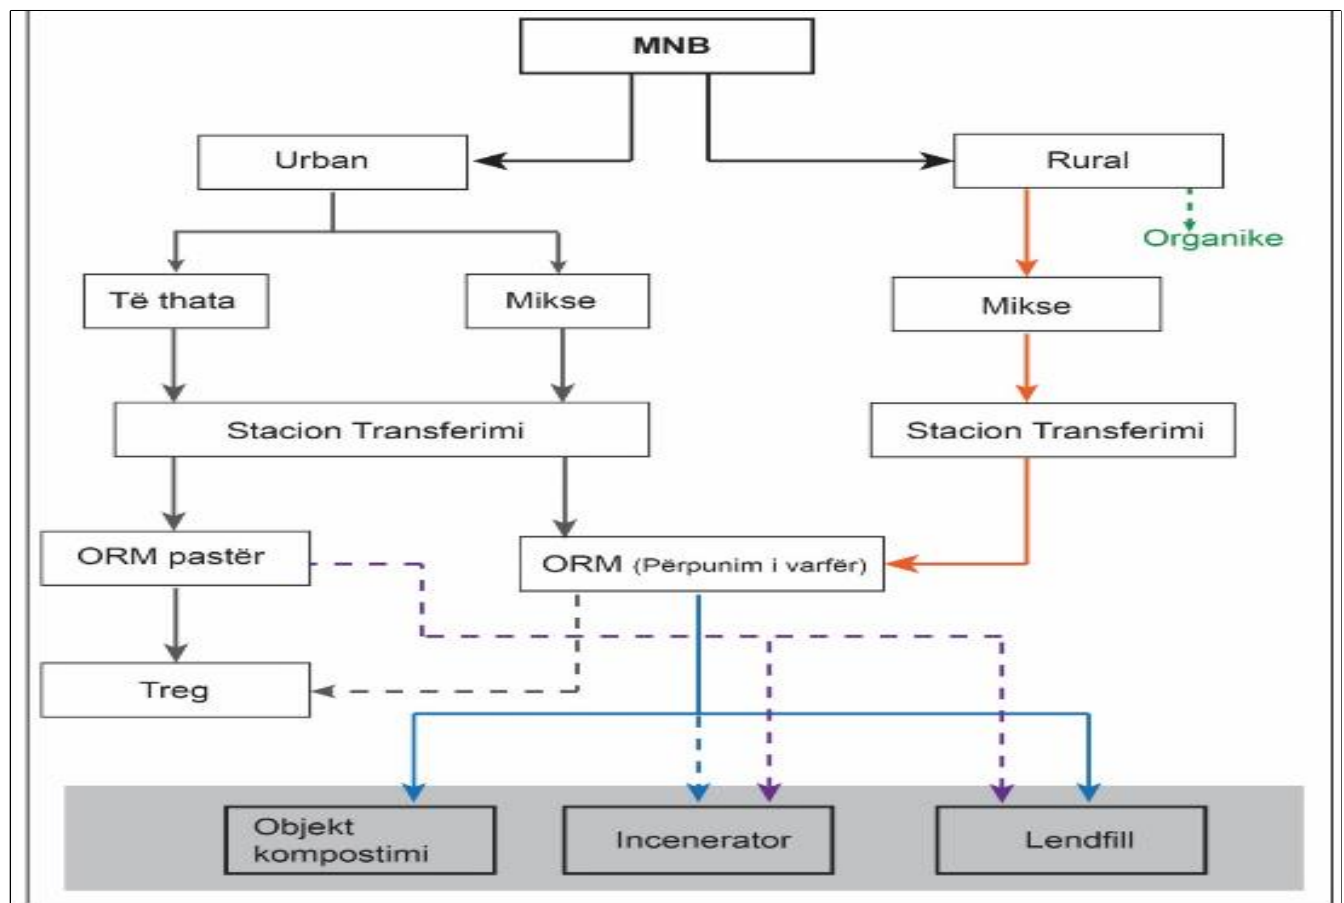 MNB
Urban
Rural
Organike
Të thata
Mikse
Mikse
Stacion Transferimi
Stacion Transferimi
ORM pastër
ORM (Përpunim i varfër)
Treg
Objekt
kompostimi
Incenerator
Lendfill